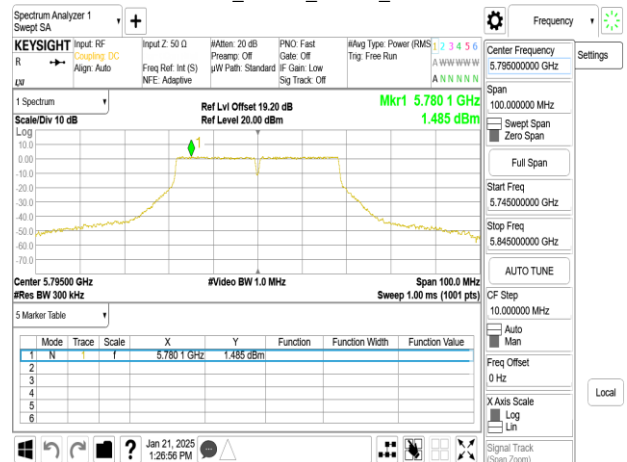 Spectrum Analyzer 1
Swept SA
Frequency
KEYSIGHT
Input: RF
Coupling: DC
Align: Auto
R
Input Z: 50 Ω
Freq Ref: Int (S)
NFE: Adaptive
#Atten: 20 dB
Preamp: Off
µW Path: Standard
PNO: Fast
Gate: Off
IF Gain: Low
Sig Track: Off
#Avg Type: Power (RMS
Trig: Free Run
1 2 3 4 5 6
A W W W W W
A N N N N N
Settings
Center Frequency
5.795000000 GHz
Span
100.000000 MHz
Swept Span
Zero Span
Full Span
Start Freq
5.745000000 GHz
Stop Freq
5.845000000 GHz
AUTO TUNE
CF Step
10.000000 MHz
Auto
Man
Freq Offset
0 Hz
X Axis Scale
Log
Lin
Signal Track
(Span Zoom)
Local
1 Spectrum
Scale/Div 10 dB
Ref Lvl Offset 19.20 dB
Ref Level 20.00 dBm
Mkr1 5.780 1 GHz
1.485 dBm
Log
10.0
0.00
-10.0
-20.0
-30.0
-40.0
-50.0
-60.0
-70.0
1
Center 5.79500 GHz
#Res BW 300 kHz
#Video BW 1.0 MHz
Span 100.0 MHz
Sweep 1.00 ms (1001 pts)
5 Marker Table
Mode Trace Scale X Y Function Function Width Function Value
1 N 1 f 5.780 1 GHz 1.485 dBm
2
3
4
5
6
?
Jan 21, 2025
1:26:56 PM